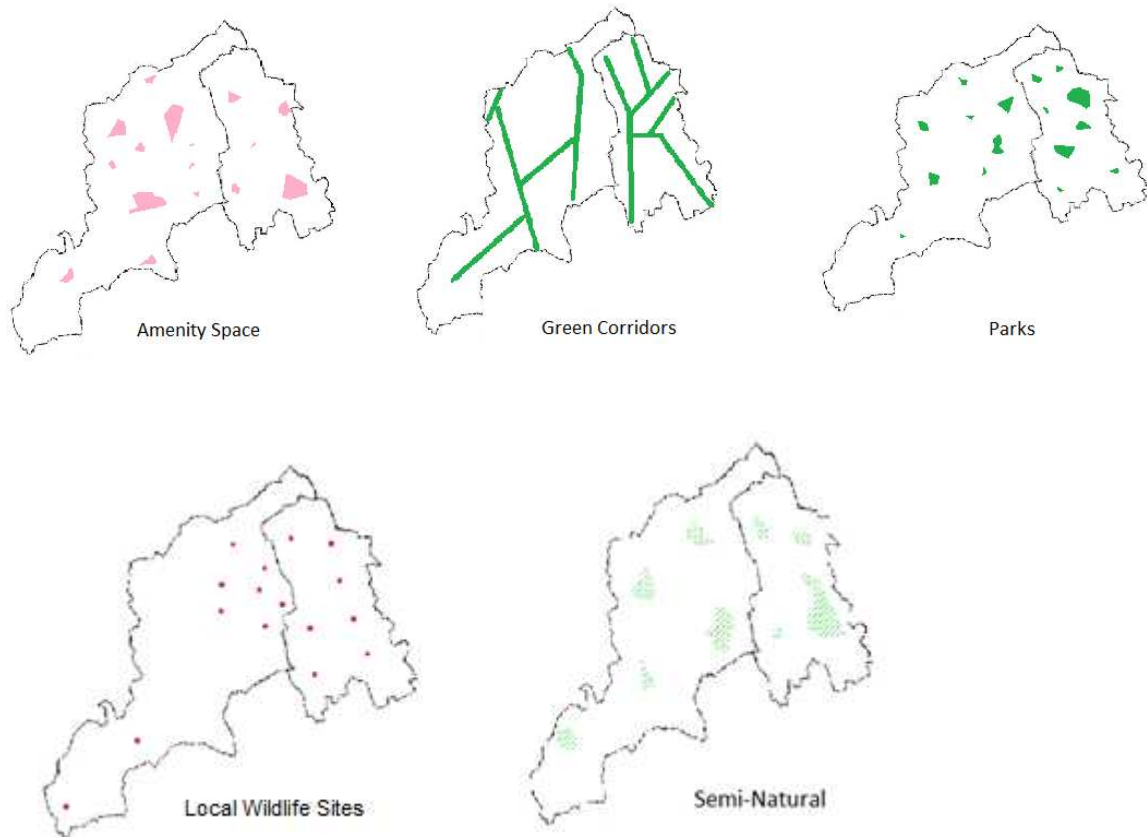 Amenity Space
Green Corridors
Parks
Local Wildlife Sites
Semi-Natural